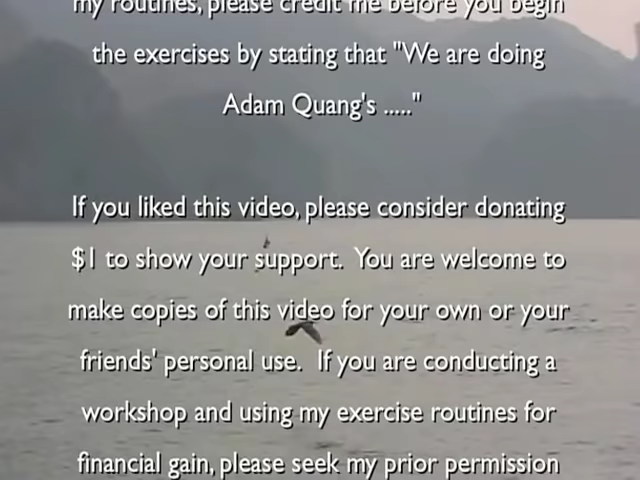 my routines, please credit me before you begin
the exercises by stating that "We are doing
Adam Quang's ....."
If you liked this video, please consider donating
$1 to show your support.  You are welcome to
make copies of this video for your own or your
friends' personal use.  If you are conducting a
workshop and using my exercise routines for
financial gain, please seek my prior permission